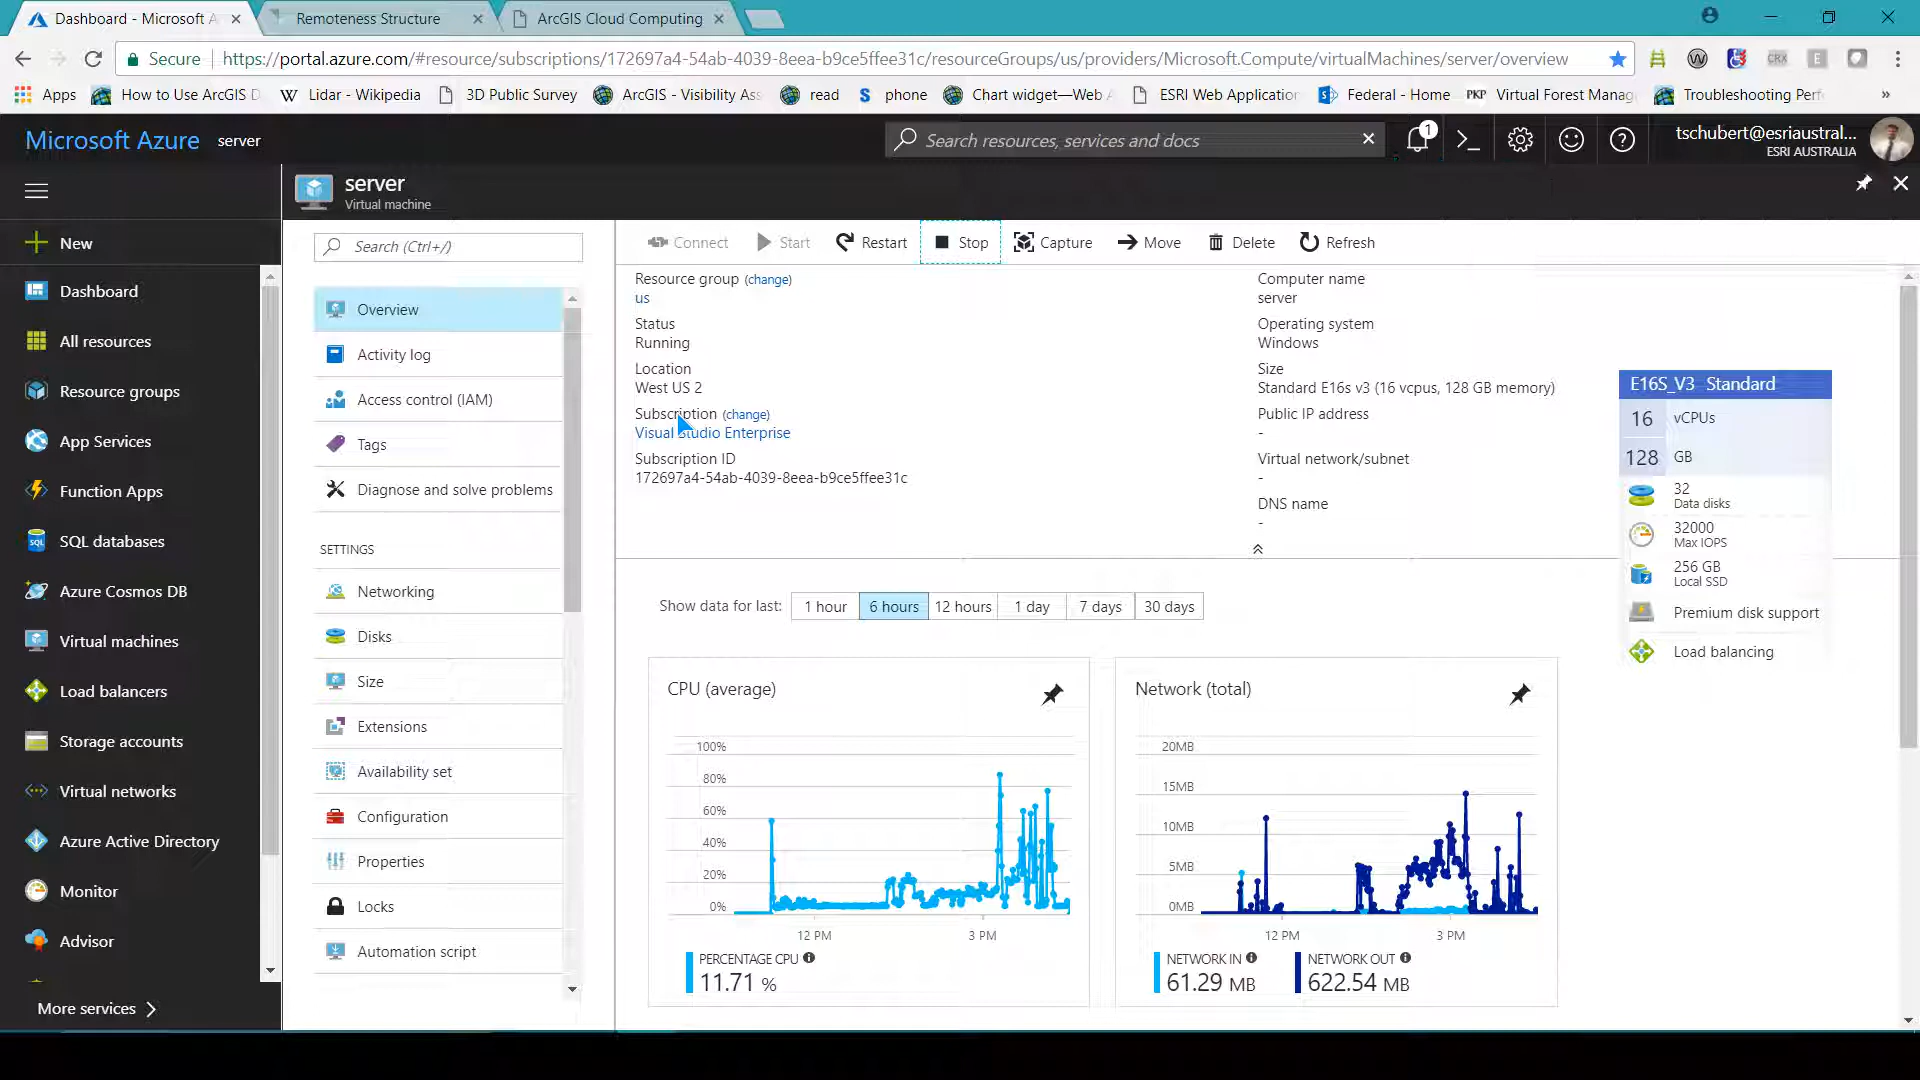 Dashboard - Microsoft A
Remoteness Structure
ArcGIS Cloud Computing
Secure
https://portal.azure.com/#resource/subscriptions/172697a4-54ab-4039-8eea-b9ce5ffee31c/resourceGroups/us/providers/Microsoft.Compute/virtualMachines/server/overview
CRX
E
Apps
How to Use ArcGIS D
W
Lidar - Wikipedia
3D Public Survey
ArcGIS - Visibility Ass
read
S
phone
Chart widget—Web A
ESRI Web Application
Federal - Home
PKP
Virtual Forest Manag
Troubleshooting Perf
»
Microsoft Azure
server
Search resources, services and docs
1
tschubert@esriaustral...
ESRI AUSTRALIA
server
Virtual machine
New
Dashboard
All resources
Resource groups
App Services
Function Apps
SQL databases
Azure Cosmos DB
Virtual machines
Load balancers
Storage accounts
Virtual networks
Azure Active Directory
Monitor
Advisor
More services
Search (Ctrl+/)
Overview
Activity log
Access control (IAM)
Tags
Diagnose and solve problems
SETTINGS
Networking
Disks
Size
Extensions
Availability set
Configuration
Properties
Locks
Automation script
Connect
Start
Restart
Stop
Capture
Move
Delete
Refresh
Resource group (change)
us
Status
Running
Location
West US 2
Subscription (change)
Visual Studio Enterprise
Subscription ID
172697a4-54ab-4039-8eea-b9ce5ffee31c
Computer name
server
Operating system
Windows
Size
Standard E16s v3 (16 vcpus, 128 GB memory)
Public IP address
-
Virtual network/subnet
-
DNS name
-
E16S_V3 Standard
16 vCPUs
128 GB
32
Data disks
32000
Max IOPS
256 GB
Local SSD
Premium disk support
Load balancing
Show data for last:
1 hour
6 hours
12 hours
1 day
7 days
30 days
CPU (average)
100%
80%
60%
40%
20%
0%
12 PM
3 PM
PERCENTAGE CPU
11.71 %
Network (total)
20MB
15MB
10MB
5MB
0MB
12 PM
3 PM
NETWORK IN
61.29 MB
NETWORK OUT
622.54 MB